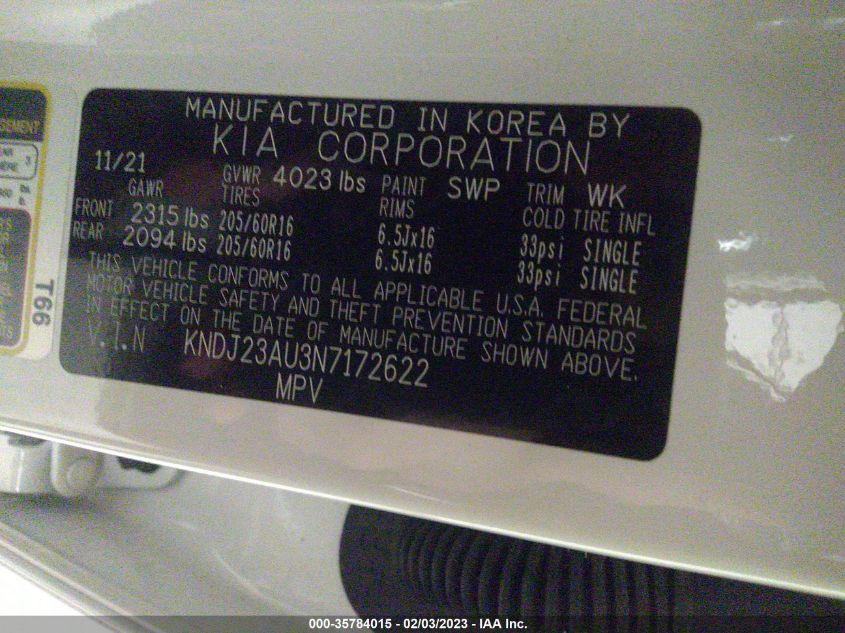 MANUFACTURED IN KOREA BY
KIA CORPORATION
11/21 GVWR 4023 lbs PAINT SWP TRIM WK
GAWR TIRES RIMS COLD TIRE INFL
FRONT 2315 lbs 205/60R16 6.5Jx16 33psi SINGLE
REAR 2094 lbs 205/60R16 6.5Jx16 33psi SINGLE
THIS VEHICLE CONFORMS TO ALL APPLICABLE U.S.A. FEDERAL
MOTOR VEHICLE SAFETY AND THEFT PREVENTION STANDARDS
IN EFFECT ON THE DATE OF MANUFACTURE SHOWN ABOVE.
V.I.N KNDJ23AU3N7172622
MPV
T66
000-35784015 - 02/03/2023 - IAA Inc.